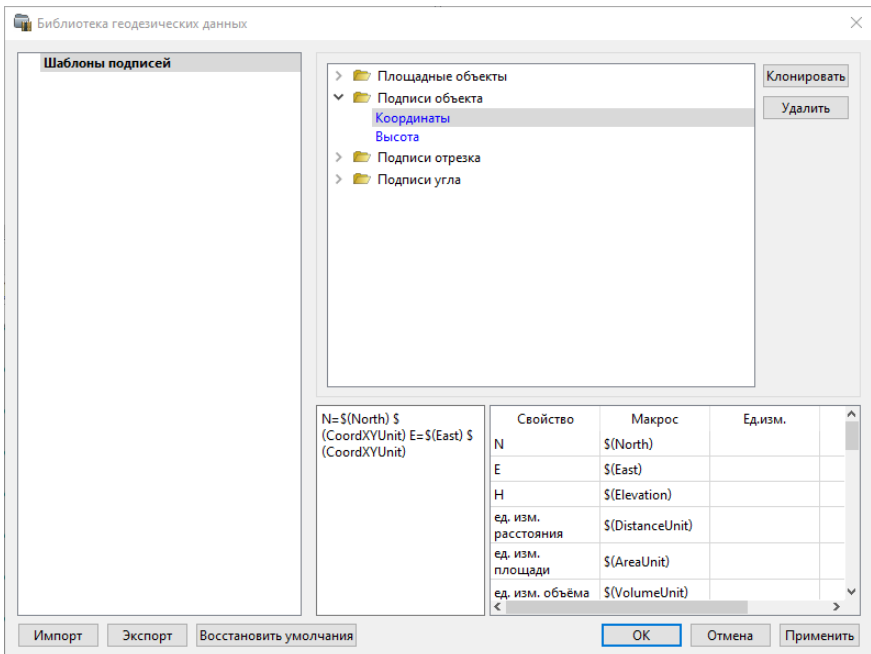 Библиотека геодезических данных
Шаблоны подписей
Площадные объекты
Подписи объекта
Координаты
Высота
Подписи отрезка
Подписи угла
Клонировать
Удалить
N=$(North) $
(CoordXYUnit) E=$(East) $
(CoordXYUnit)
Свойство Макрос Ед.изм.
N $(North)
E $(East)
H $(Elevation)
ед. изм.
расстояния $(DistanceUnit)
ед. изм.
площади $(AreaUnit)
ед. изм. объёма $(VolumeUnit)
Импорт Экспорт Восстановить умолчания OK Отмена Применить